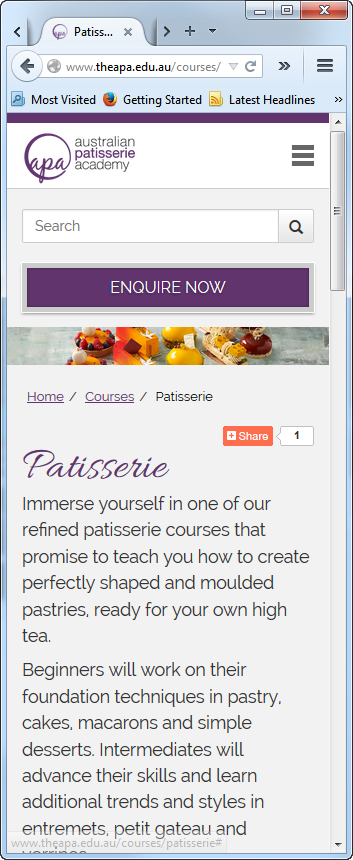 Patiss...
www.theapa.edu.au/courses/
Most Visited
Getting Started
Latest Headlines
apa
australian
patisserie
academy
Search
ENQUIRE NOW
Home / Courses / Patisserie
Share
1
Patisserie
Immerse yourself in one of our
refined patisserie courses that
promise to teach you how to create
perfectly shaped and moulded
pastries, ready for your own high
tea.
Beginners will work on their
foundation techniques in pastry,
cakes, macarons and simple
desserts. Intermediates will
advance their skills and learn
additional trends and styles in
entremets, petit gateau and
www.theapa.edu.au/courses/patisserie#